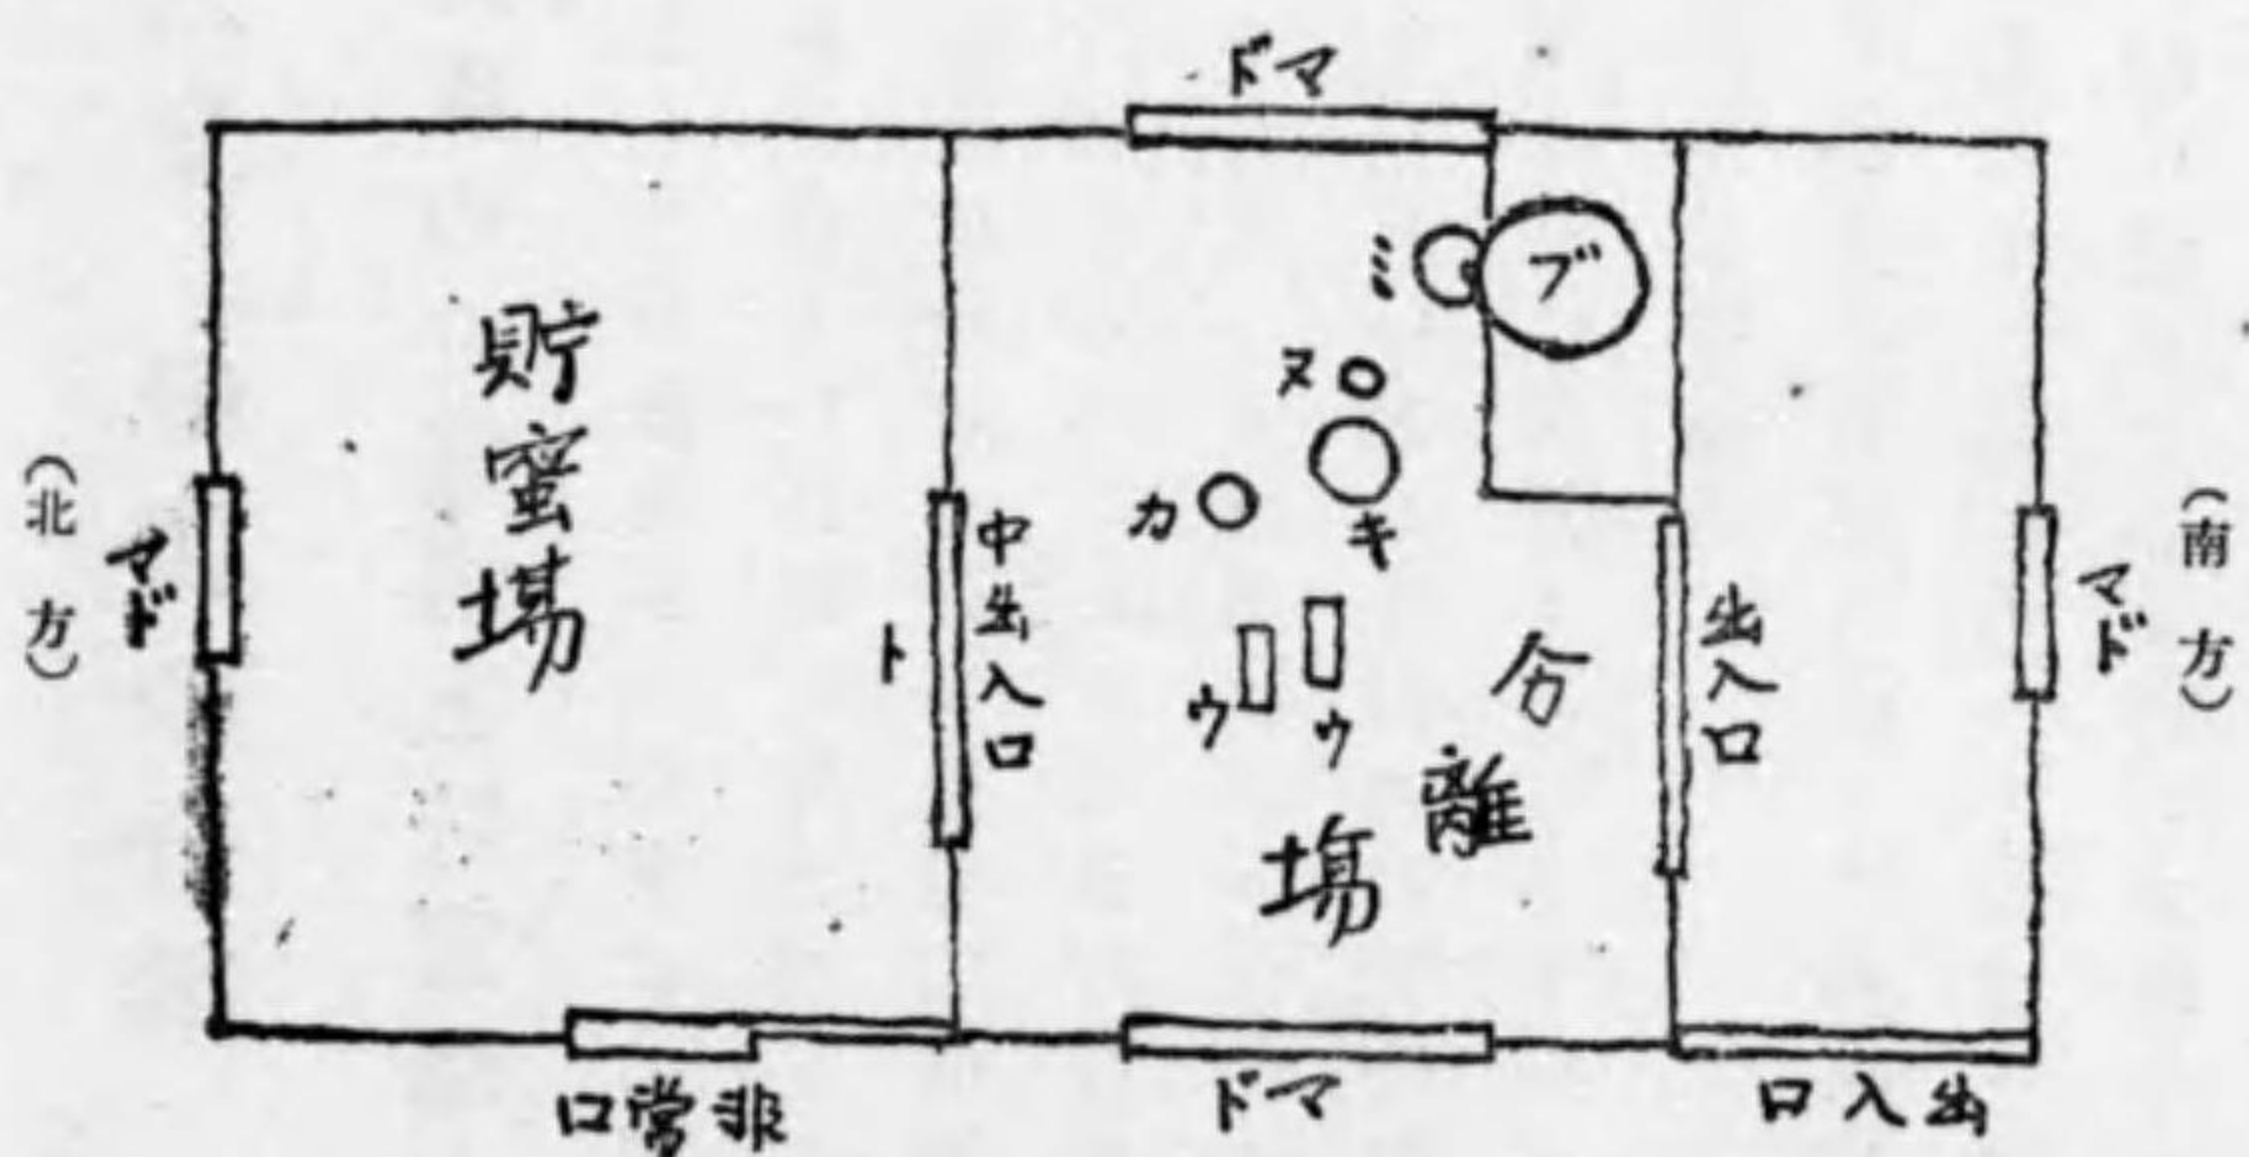 マド
(南方)
マド
出入口
出入口
ブ
ミ
ヌ
キ
カ
ウ
ウ
分離場
マド
中出入口
ト
貯蜜場
非常口
マド
(北方)